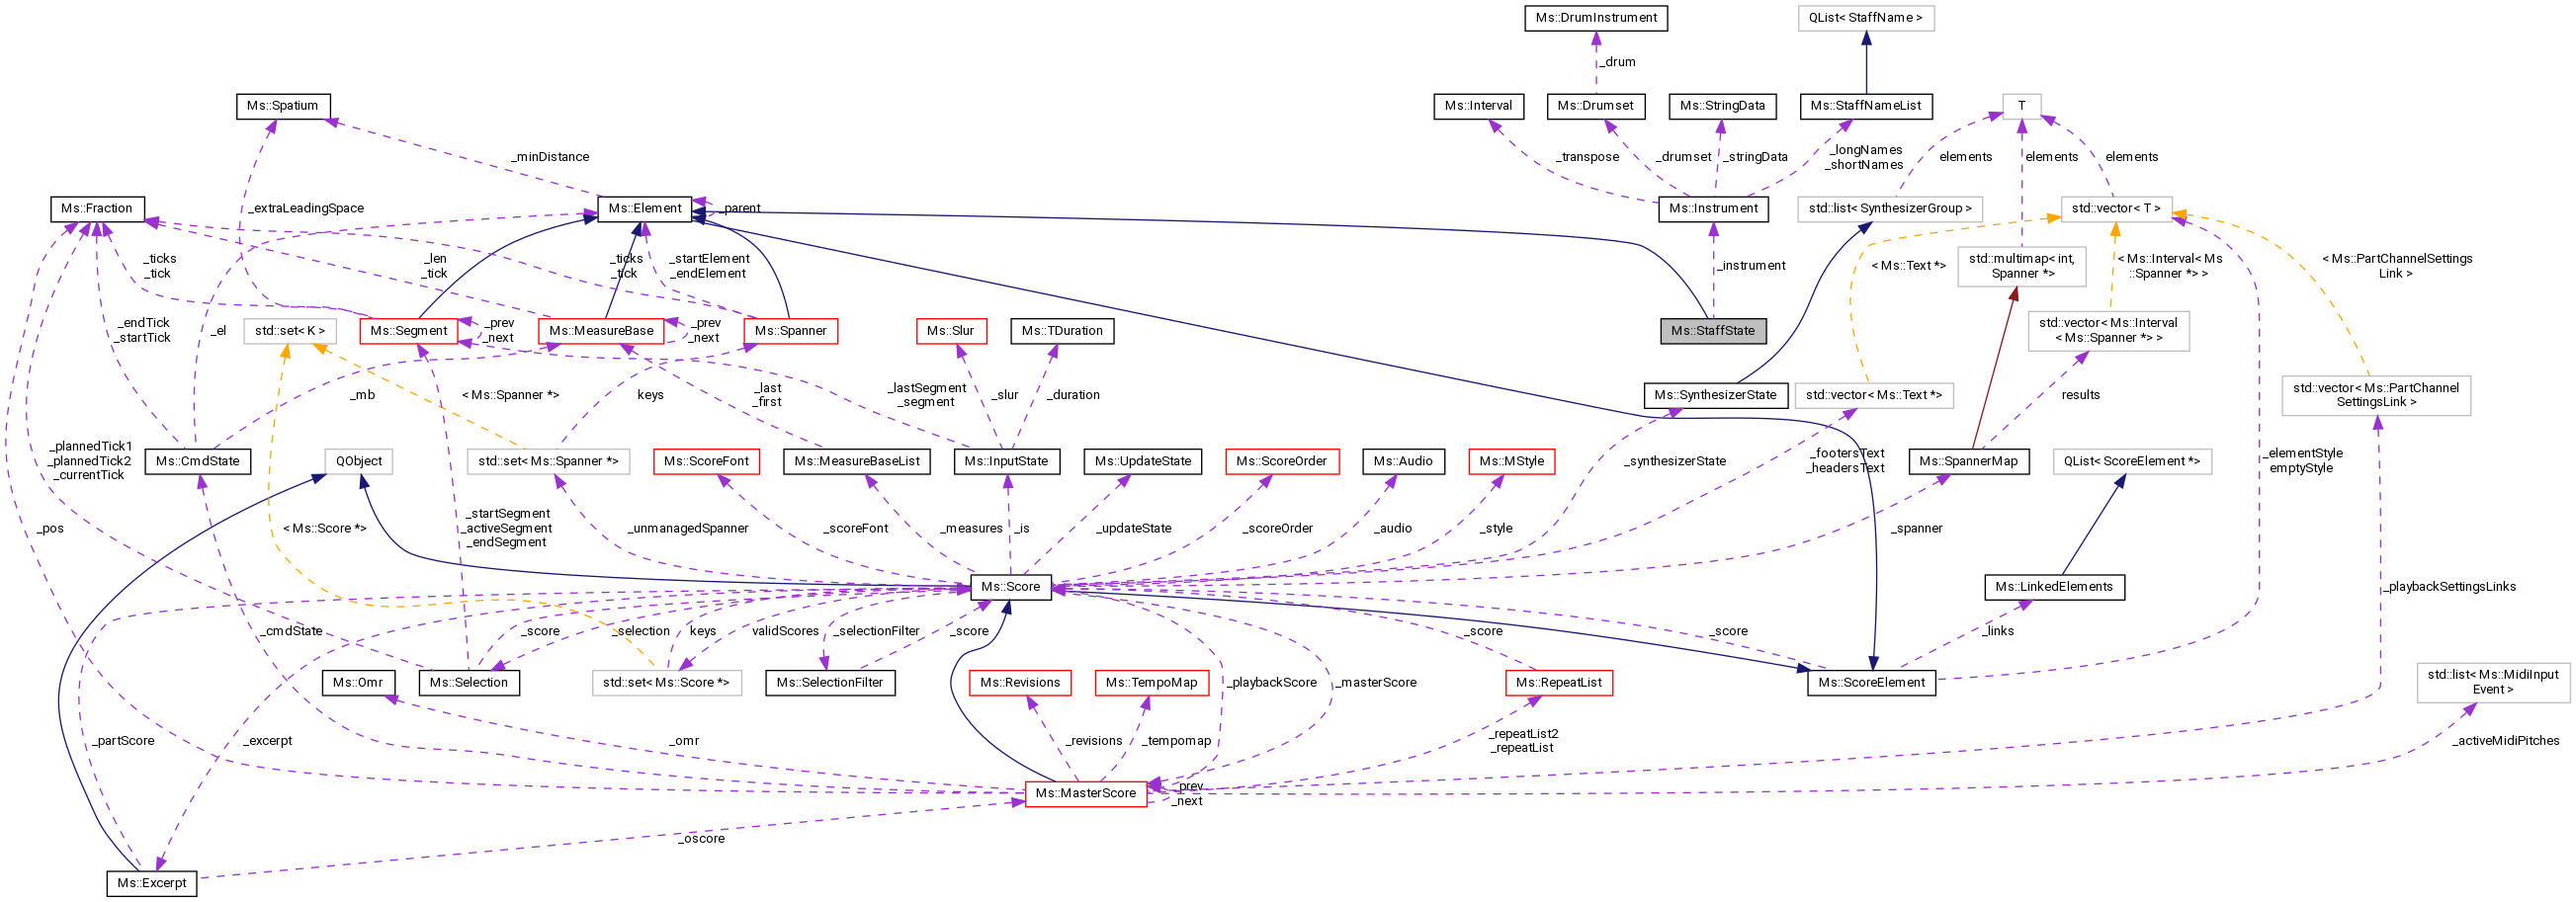 Ms::DrumInstrument
QList< StaffName >
_drum
Ms::Spatium
Ms::Interval
Ms::Drumset
Ms::StringData
Ms::StaffNameList
T
_minDistance
_transpose
_drumset
_stringData
_longNames
_shortNames
elements
elements
elements
Ms::Fraction
_extraLeadingSpace
Ms::Element
_parent
Ms::Instrument
std::list< SynthesizerGroup >
std::vector< T >
_ticks
_tick
_len
_tick
_ticks
_tick
_startElement
_endElement
_instrument
< Ms::Text *>
std::multimap< int,
Spanner *>
< Ms::Interval< Ms
::Spanner *> >
< Ms::PartChannelSettings
Link >
_endTick
_startTick
_el
std::set< K >
Ms::Segment
_prev
_next
Ms::MeasureBase
_prev
_next
Ms::Spanner
Ms::Slur
Ms::TDuration
Ms::StaffState
std::vector< Ms::Interval
< Ms::Spanner *> >
_mb
< Ms::Spanner *>
keys
_last
_first
_lastSegment
_segment
_slur
_duration
Ms::SynthesizerState
std::vector< Ms::Text *>
results
std::vector< Ms::PartChannel
SettingsLink >
_plannedTick1
_plannedTick2
_currentTick
Ms::CmdState
QObject
std::set< Ms::Spanner *>
Ms::ScoreFont
Ms::MeasureBaseList
Ms::InputState
Ms::UpdateState
Ms::ScoreOrder
Ms::Audio
Ms::MStyle
_synthesizerState
_footersText
_headersText
Ms::SpannerMap
QList< ScoreElement *>
_elementStyle
emptyStyle
_pos
< Ms::Score *>
_startSegment
_activeSegment
_endSegment
_unmanagedSpanner
_scoreFont
_measures
_is
_updateState
_scoreOrder
_audio
_style
_spanner
Ms::Score
Ms::LinkedElements
_playbackSettingsLinks
_cmdState
_score
_selection
keys
validScores
_selectionFilter
_score
_score
_score
_links
Ms::Omr
Ms::Selection
std::set< Ms::Score *>
Ms::SelectionFilter
Ms::Revisions
Ms::TempoMap
_playbackScore
_masterScore
Ms::RepeatList
Ms::ScoreElement
std::list< Ms::MidiInput
Event >
_partScore
_excerpt
_omr
_revisions
_tempomap
_repeatList2
_repeatList
_activeMidiPitches
Ms::MasterScore
_prev
_next
_oscore
Ms::Excerpt